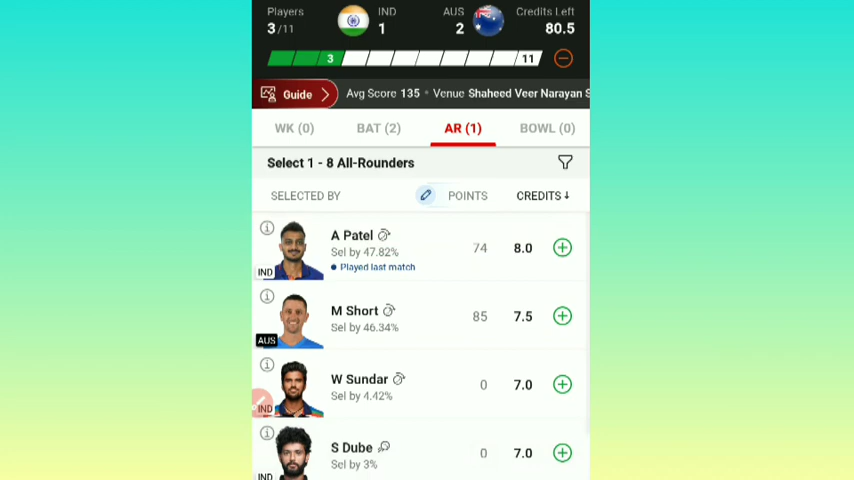 Players IND AUS Credits Left
3/11 1 2 80.5
3 11
Guide Avg Score 135 • Venue Shaheed Veer Narayan S
WK (0) BAT (2) AR (1) BOWL (0)
Select 1 - 8 All-Rounders
SELECTED BY POINTS CREDITS↓
A Patel
Sel by 47.82% 74 8.0
• Played last match
IND
M Short
Sel by 46.34% 85 7.5
AUS
W Sundar
Sel by 4.42% 0 7.0
IND
S Dube
Sel by 3% 0 7.0
IND